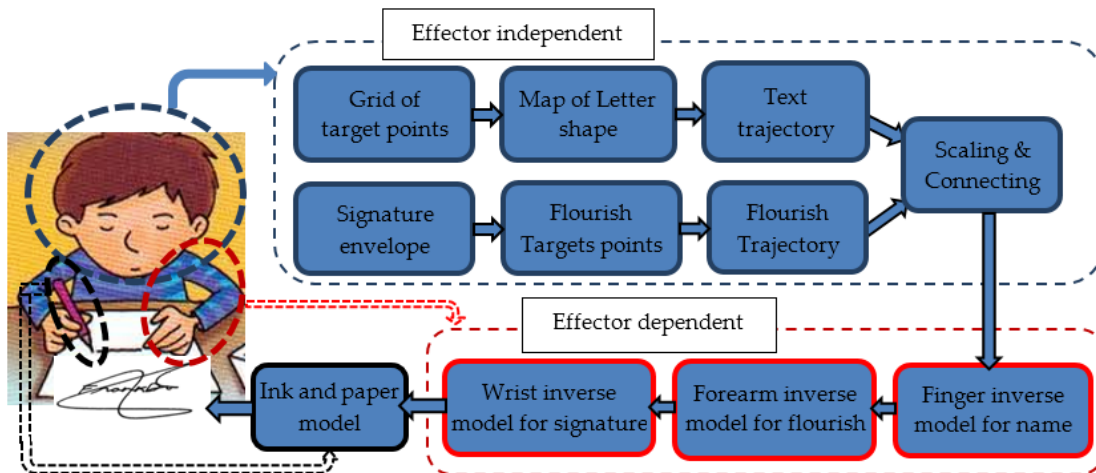 Effector independent
Grid of
target points
Map of Letter
shape
Text
trajectory
Scaling &
Connecting
Signature
envelope
Flourish
Targets points
Flourish
Trajectory
Effector dependent
Ink and paper
model
Wrist inverse
model for signature
Forearm inverse
model for flourish
Finger inverse
model for name